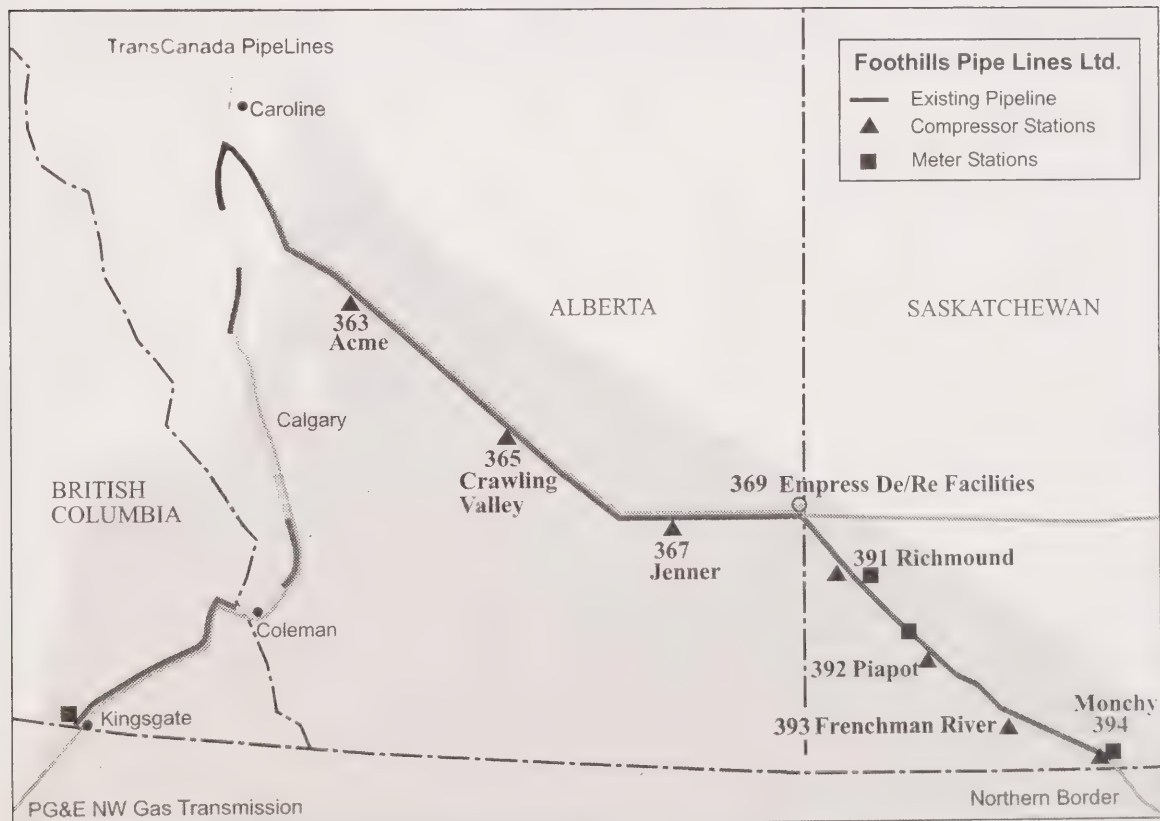 TransCanada PipeLines
Caroline
Foothills Pipe Lines Ltd.
Existing Pipeline
Compressor Stations
Meter Stations
ALBERTA
SASKATCHEWAN
363
Acme
Calgary
365
Crawling
Valley
BRITISH
COLUMBIA
369 Empress De/Re Facilities
367
Jenner
391 Richmound
Coleman
392 Piapot
Kingsgate
393 Frenchman River
Monchy
394
PG&E NW Gas Transmission
Northern Border